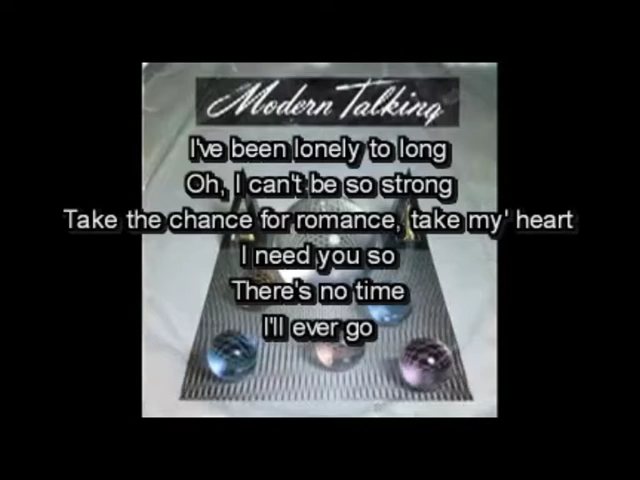 Modern Talking
I've been lonely to long
Oh, I can't be so strong
Take the chance for romance, take my' heart
I need you so
There's no time
I'll ever go